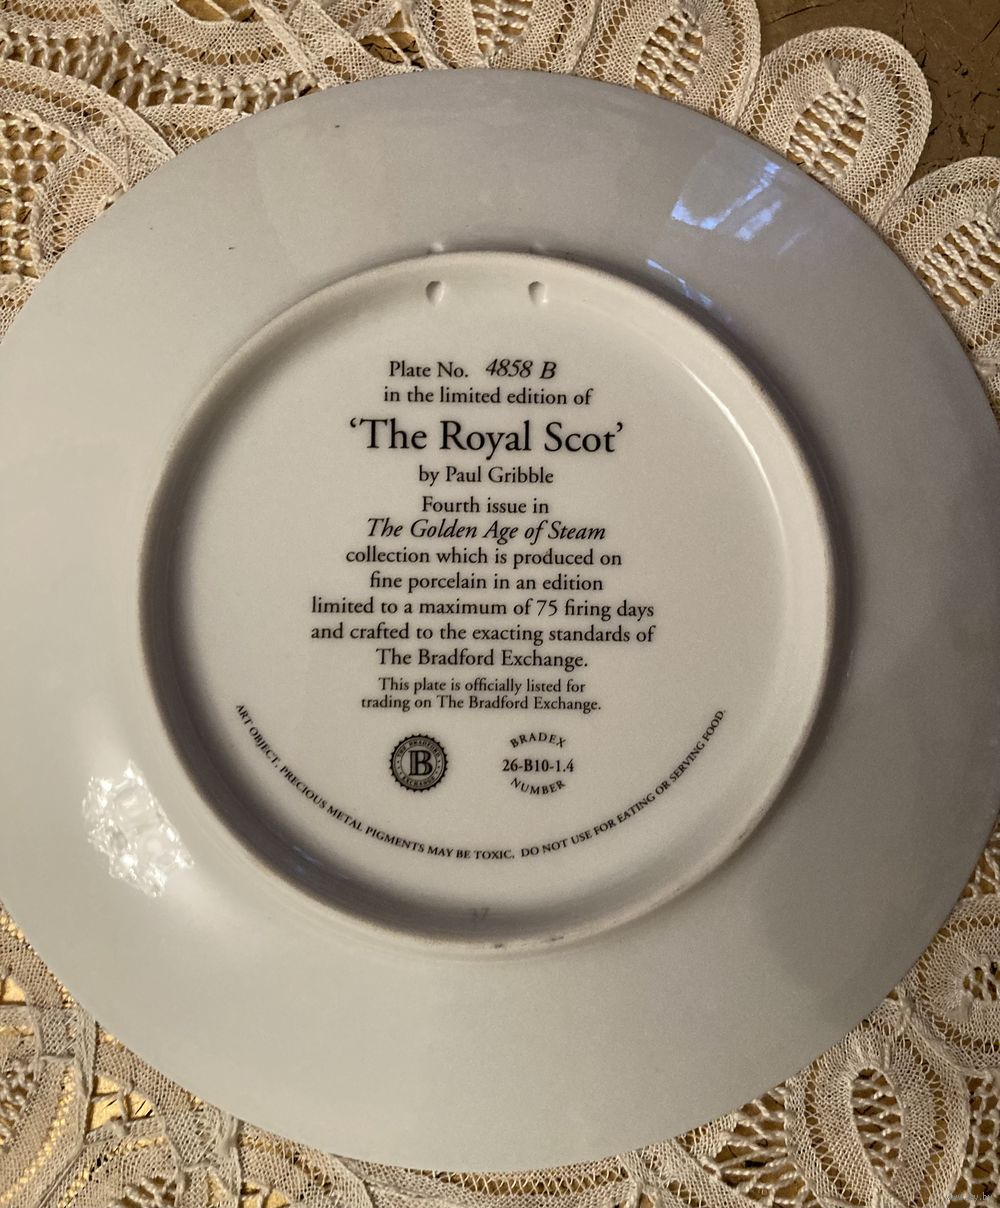 Plate No. 4858 B
in the limited edition of
‘The Royal Scot’
by Paul Gribble
Fourth issue in
The Golden Age of Steam
collection which is produced on
fine porcelain in an edition
limited to a maximum of 75 firing days
and crafted to the exacting standards of
The Bradford Exchange.
This plate is officially listed for
trading on The Bradford Exchange.
THE BRADFORD
B
EXCHANGE
BRADEX
26-B10-1.4
NUMBER
ART OBJECT. PRECIOUS METAL PIGMENTS MAY BE TOXIC. DO NOT USE FOR EATING OR SERVING FOOD.
37